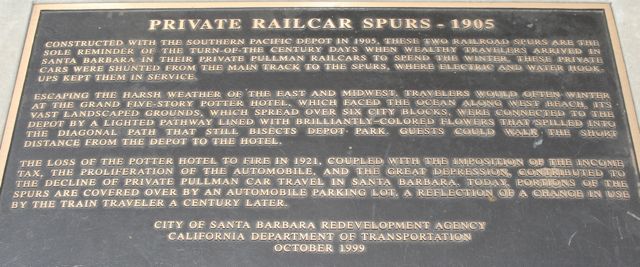 PRIVATE RAILCAR SPURS - 1905
CONSTRUCTED WITH THE SOUTHERN PACIFIC DEPOT IN 1905, THESE TWO RAILROAD SPURS ARE THE
SOLE REMINDER OF THE TURN-OF-THE CENTURY DAYS WHEN WEALTHY TRAVELERS ARRIVED IN
SANTA BARBARA IN THEIR PRIVATE PULLMAN RAILCARS TO SPEND THE WINTER. THESE PRIVATE
CARS WERE SHUNTED FROM THE MAIN TRACK TO THE SPURS, WHERE ELECTRIC AND WATER HOOK-
UPS KEPT THEM IN SERVICE.
ESCAPING THE HARSH WEATHER OF THE EAST AND MIDWEST, TRAVELERS WOULD OFTEN WINTER
AT THE GRAND FIVE-STORY POTTER HOTEL, WHICH FACED THE OCEAN ALONG WEST BEACH. ITS
VAST LANDSCAPED GROUNDS, WHICH SPREAD OVER SIX CITY BLOCKS, WERE CONNECTED TO THE
DEPOT BY A LIGHTED PATHWAY LINED WITH BRILLIANTLY-COLORED FLOWERS THAT SPILLED INTO
THE DIAGONAL PATH THAT STILL BISECTS DEPOT PARK. GUESTS COULD WALK THE SHORT
DISTANCE FROM THE DEPOT TO THE HOTEL.
THE LOSS OF THE POTTER HOTEL TO FIRE IN 1921, COUPLED WITH THE IMPOSITION OF THE INCOME
TAX, THE PROLIFERATION OF THE AUTOMOBILE, AND THE GREAT DEPRESSION, CONTRIBUTED TO
THE DECLINE OF PRIVATE PULLMAN CAR TRAVEL IN SANTA BARBARA. TODAY, PORTIONS OF THE
SPURS ARE COVERED OVER BY AN AUTOMOBILE PARKING LOT, A REFLECTION OF A CHANGE IN USE
BY THE TRAIN TRAVELER A CENTURY LATER.
CITY OF SANTA BARBARA REDEVELOPMENT AGENCY
CALIFORNIA DEPARTMENT OF TRANSPORTATION
OCTOBER 1999